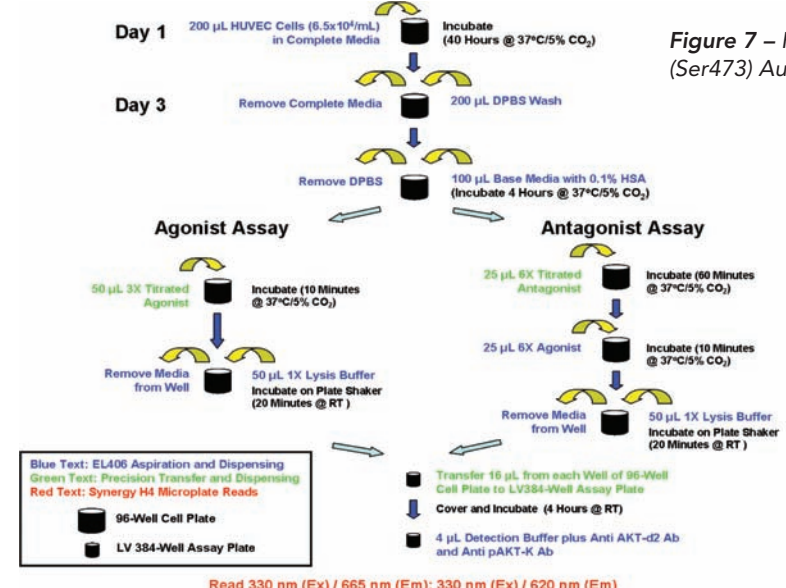 Day 1
200 µL HUVEC Cells (6.5x10⁴/mL)
in Complete Media
Incubate
(40 Hours @ 37ºC/5% CO₂)
Figure 7 –
(Ser473) Au
Day 3
Remove Complete Media
200 µL DPBS Wash
Remove DPBS
100 µL Base Media with 0.1% HSA
(Incubate 4 Hours @ 37ºC/5% CO₂)
Agonist Assay
50 µL 3X Titrated
Agonist
Incubate (10 Minutes
@ 37ºC/5% CO₂)
Remove Media
from Well
50 µL 1X Lysis Buffer
Incubate on Plate Shaker
(20 Minutes @ RT )
Antagonist Assay
25 µL 6X Titrated
Antagonist
Incubate (60 Minutes
@ 37ºC/5% CO₂)
25 µL 6X Agonist
Incubate (10 Minutes
@ 37ºC/5% CO₂)
Remove Media
from Well
50 µL 1X Lysis Buffer
Incubate on Plate Shaker
(20 Minutes @ RT )
Blue Text: EL406 Aspiration and Dispensing
Green Text: Precision Transfer and Dispensing
Red Text: Synergy H4 Microplate Reads
96-Well Cell Plate
LV 384-Well Assay Plate
Transfer 16 µL from each Well of 96-Well
Cell Plate to LV384-Well Assay Plate
Cover and Incubate (4 Hours @ RT)
4 µL Detection Buffer plus Anti AKT-d2 Ab
and Anti pAKT-K Ab
Read 330 nm (Ex) / 665 nm (Em); 330 nm (Ex) / 620 nm (Em)